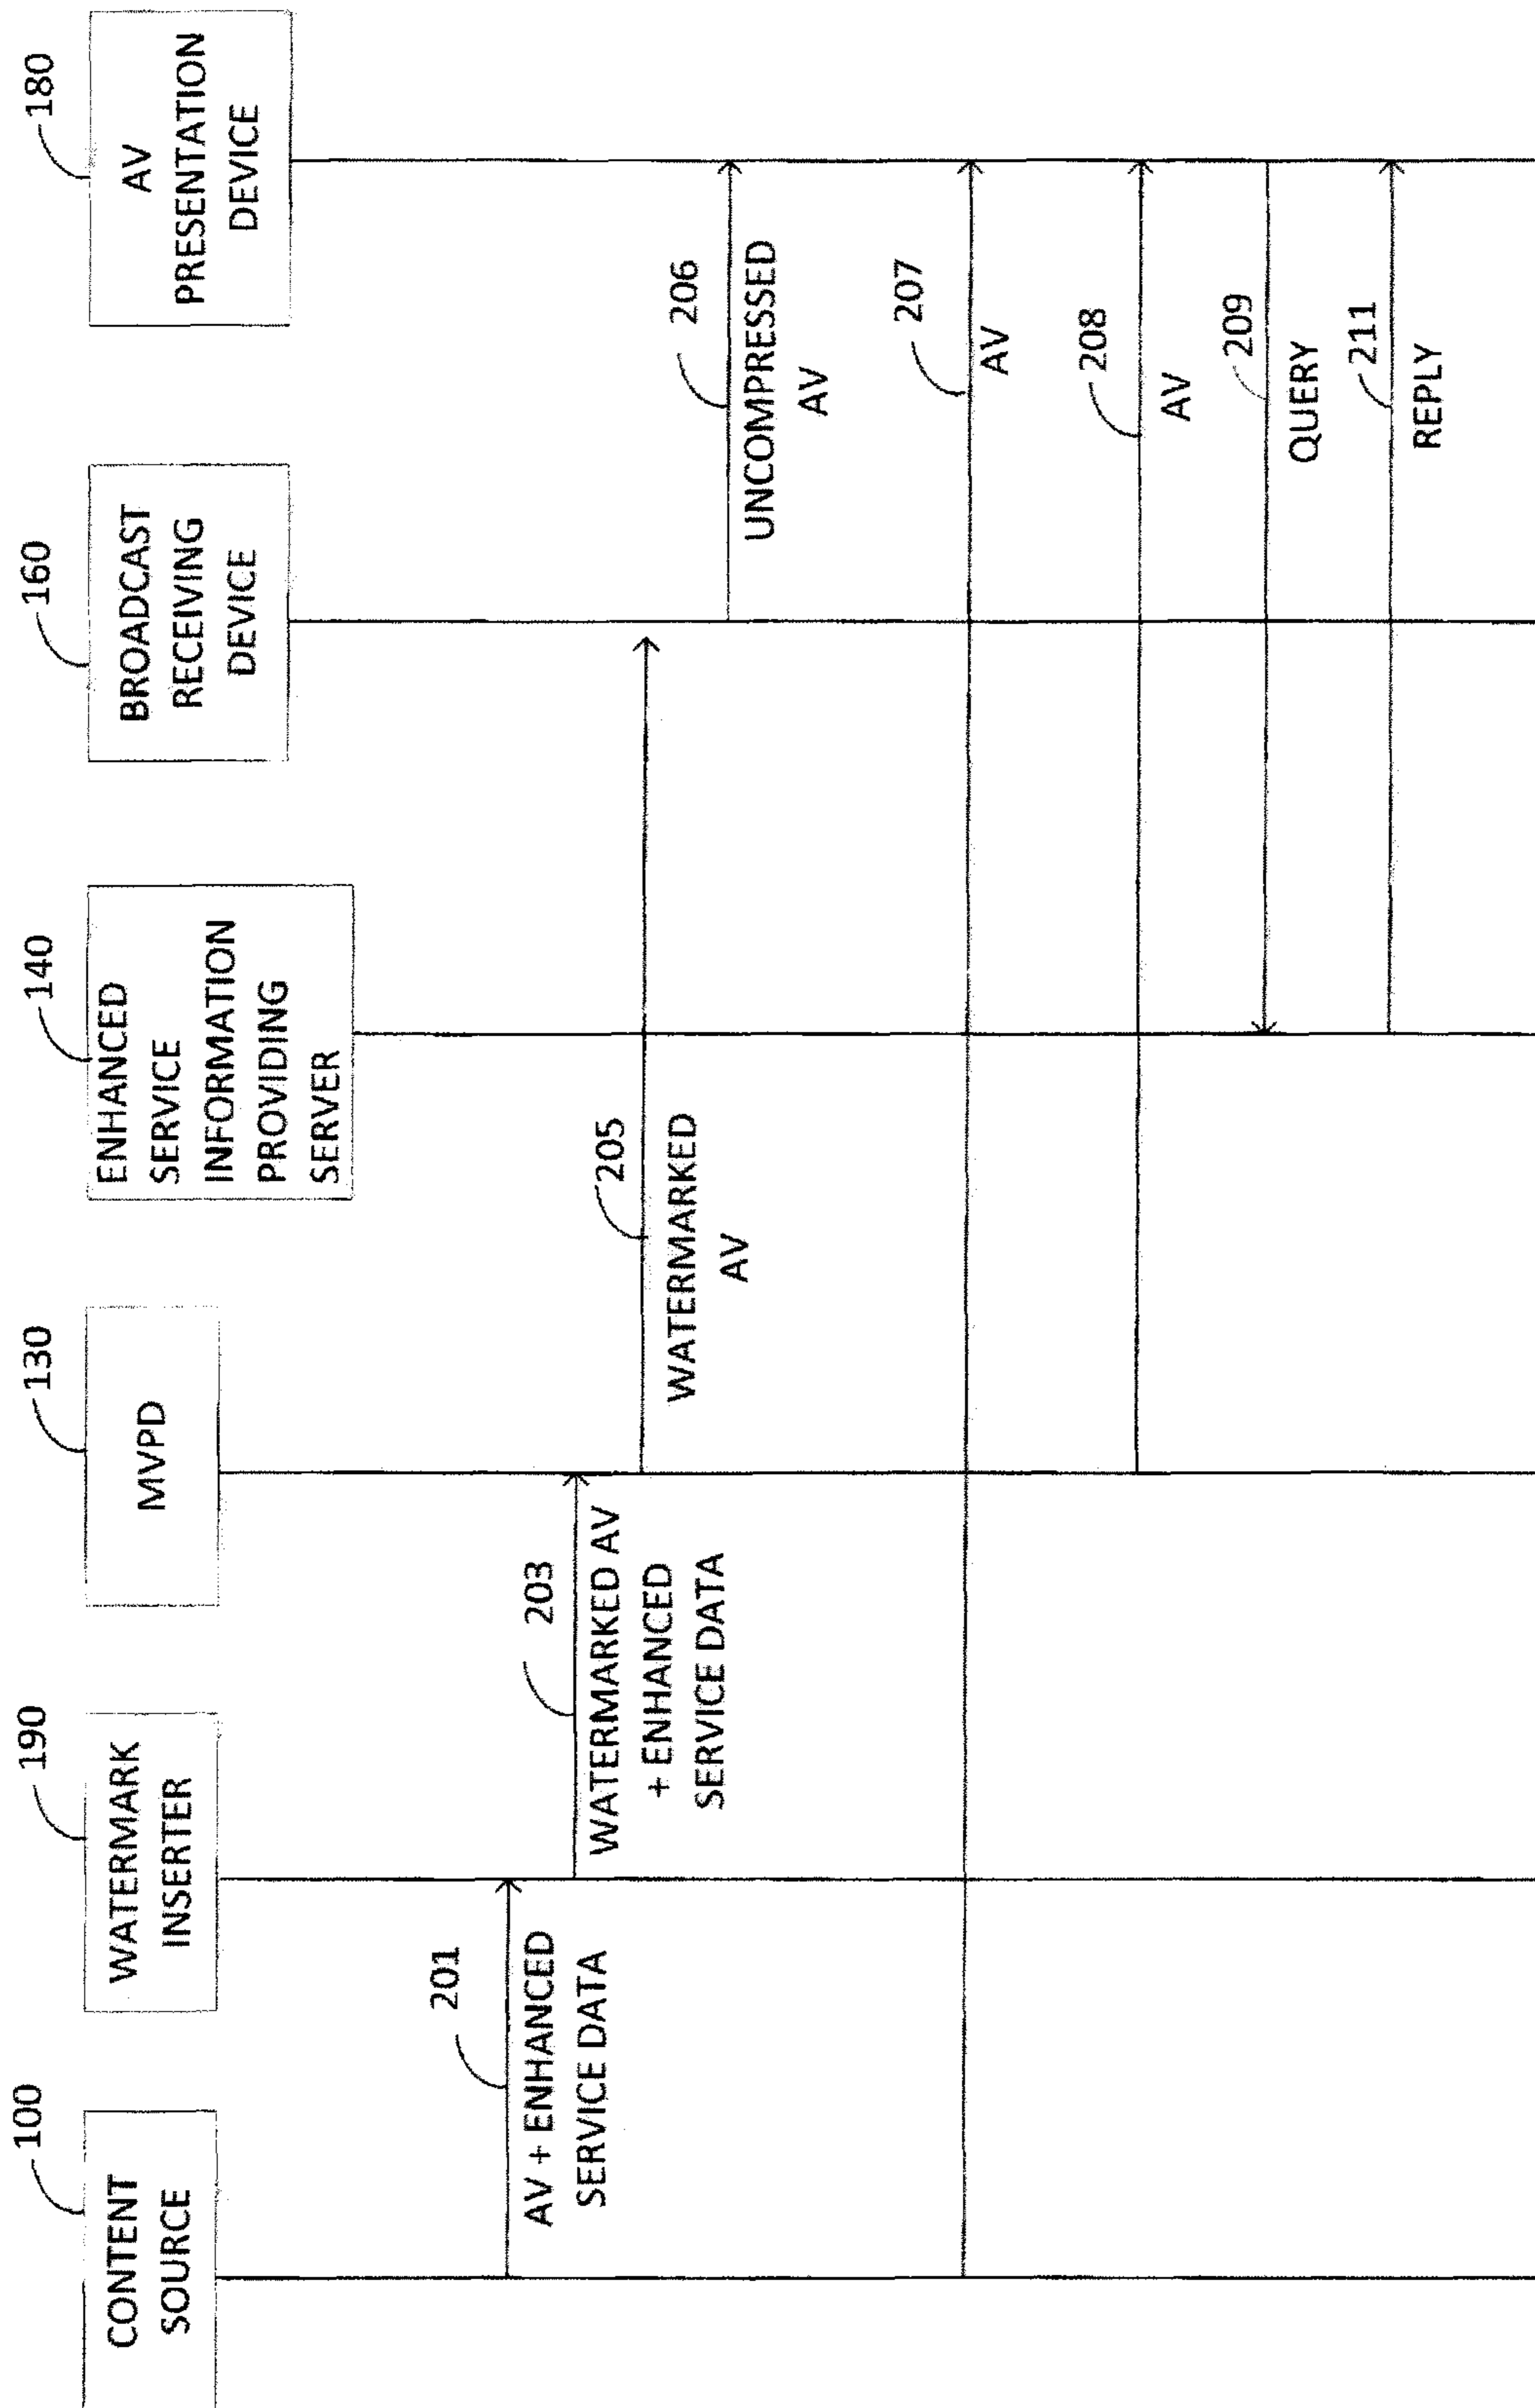 100
CONTENT
SOURCE
190
WATERMARK
INSERTER
130
MVPD
140
ENHANCED
SERVICE
INFORMATION
PROVIDING
SERVER
160
BROADCAST
RECEIVING
DEVICE
180
AV
PRESENTATION
DEVICE
201
AV + ENHANCED
SERVICE DATA
203
WATERMARKED AV
+ ENHANCED
SERVICE DATA
205
WATERMARKED
AV
206
UNCOMPRESSED
AV
207
AV
208
AV
209
QUERY
211
REPLY